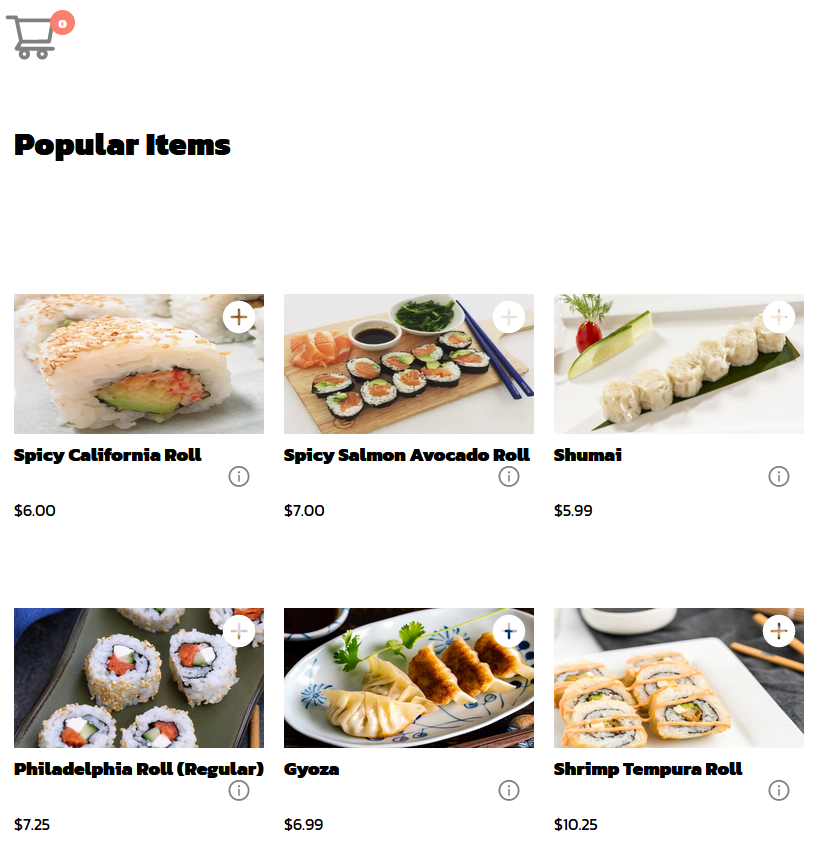 0
Popular Items
Spicy California Roll
$6.00
Spicy Salmon Avocado Roll
$7.00
Shumai
$5.99
Philadelphia Roll (Regular)
$7.25
Gyoza
$6.99
Shrimp Tempura Roll
$10.25